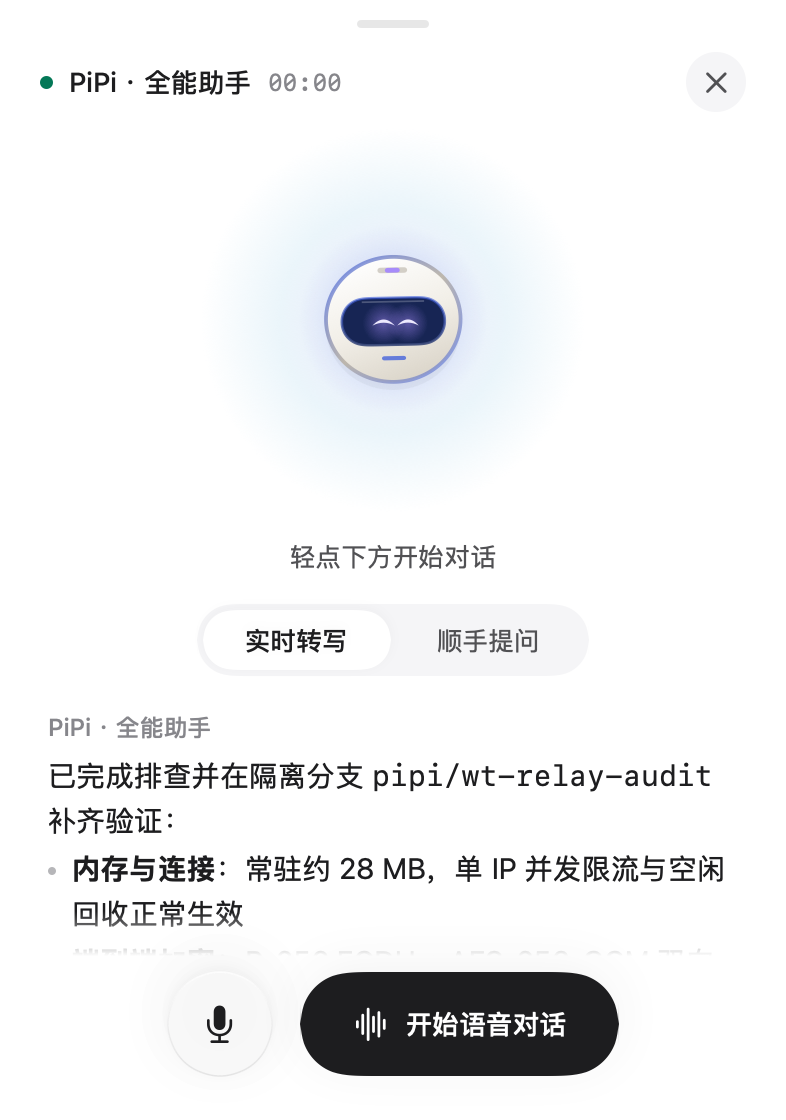 PiPi · 全能助手 00:00
轻点下方开始对话
实时转写
顺手提问
PiPi · 全能助手
已完成排查并在隔离分支 pipi/wt-relay-audit
补齐验证：
内存与连接：常驻约 28 MB，单 IP 并发限流与空闲
回收正常生效
开始语音对话